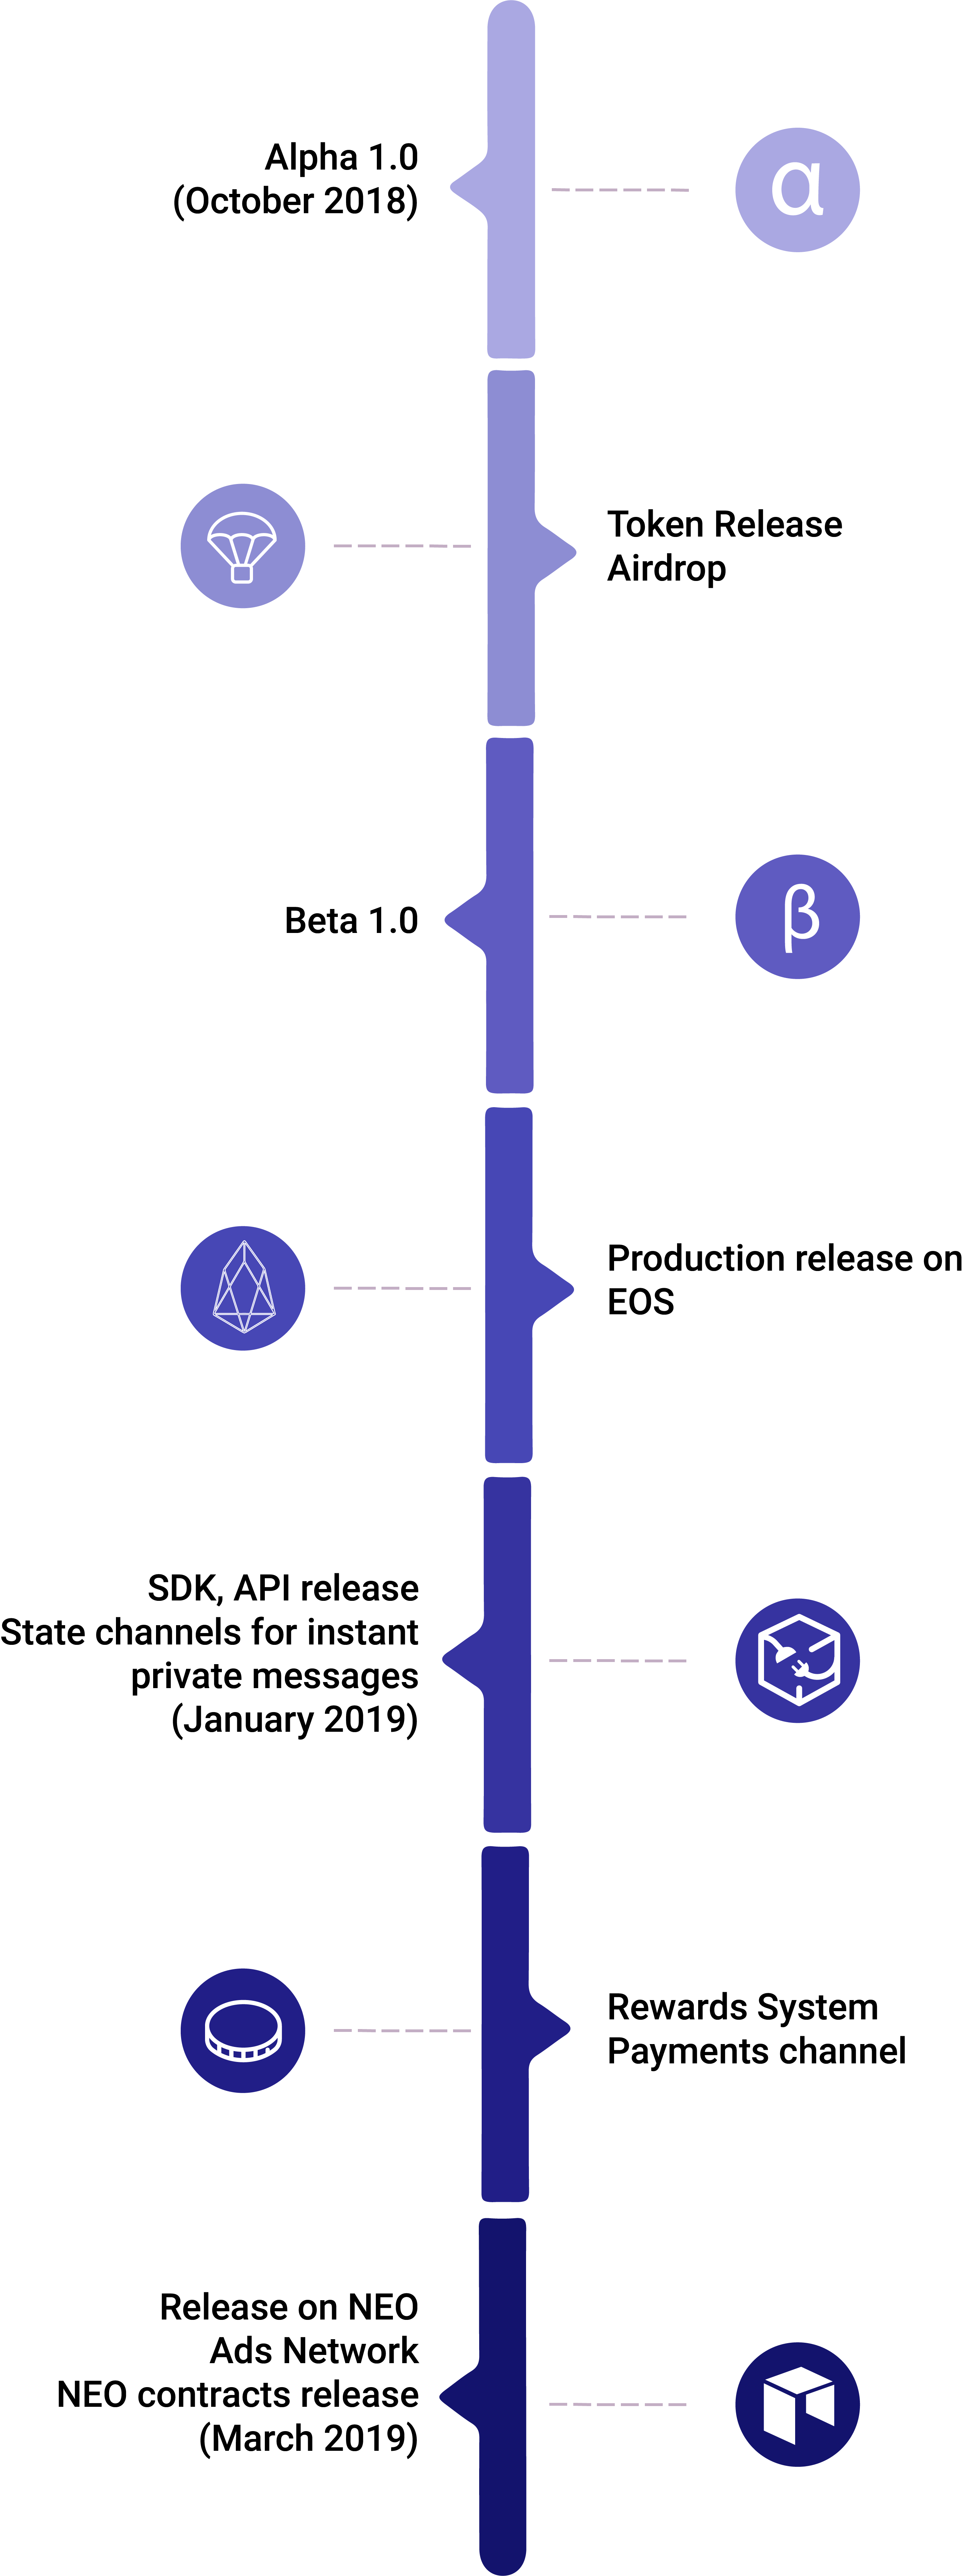 Alpha 1.0
(October 2018)
α
Token Release
Airdrop
Beta 1.0
β
Production release on
EOS
SDK, API release
State channels for instant
private messages
(January 2019)
Rewards System
Payments channel
Release on NEO
Ads Network
NEO contracts release
(March 2019)